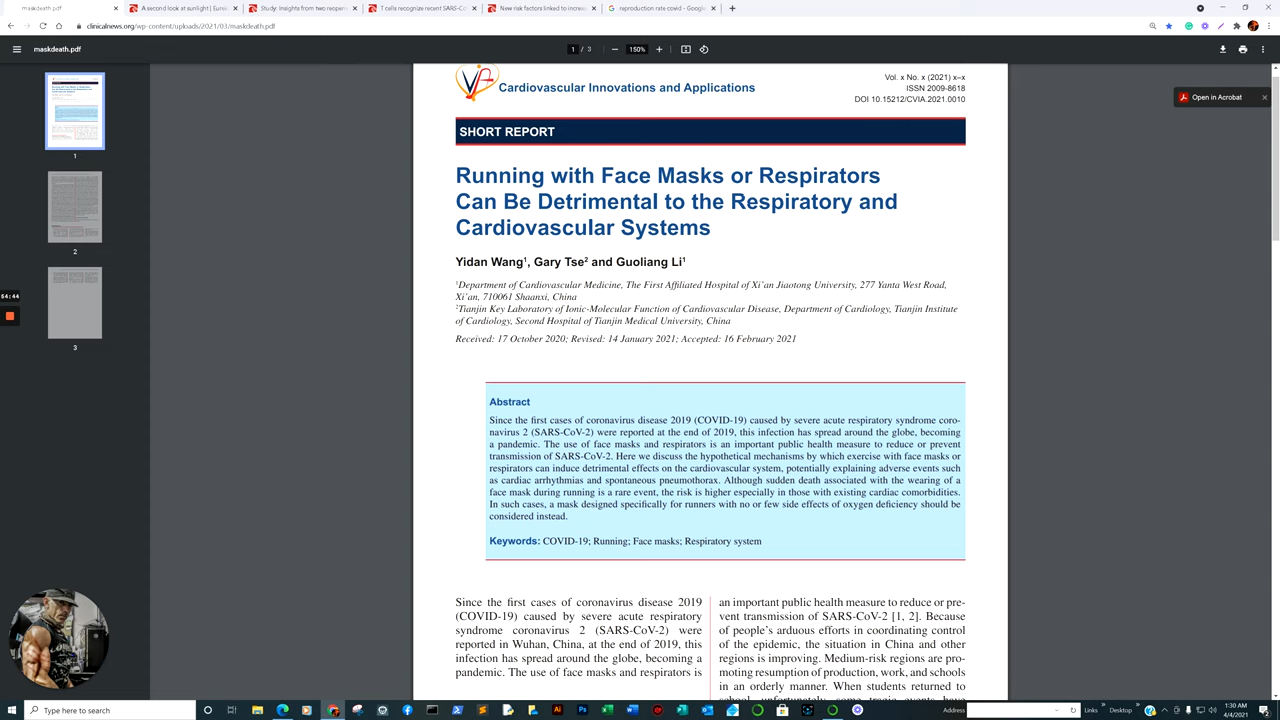 maskdeath.pdf
A second look at sunlight | Eurek
Study: Insights from two reopene
T cells recognize recent SARS-Co
New risk factors linked to increas
reproduction rate covid - Google
clinicalnews.org/wp-content/uploads/2021/03/maskdeath.pdf
maskdeath.pdf
1 / 3
150%
Open in Acrobat
1
2
3
54:44
Cardiovascular Innovations and Applications
Vol. x No. x (2021) x–x
ISSN 2009-8618
DOI 10.15212/CVIA.2021.0010
SHORT REPORT
Running with Face Masks or Respirators
Can Be Detrimental to the Respiratory and
Cardiovascular Systems
Yidan Wang1, Gary Tse2 and Guoliang Li1
1Department of Cardiovascular Medicine, The First Affiliated Hospital of Xi'an Jiaotong University, 277 Yanta West Road,
Xi'an, 710061 Shaanxi, China
2Tianjin Key Laboratory of Ionic-Molecular Function of Cardiovascular Disease, Department of Cardiology, Tianjin Institute
of Cardiology, Second Hospital of Tianjin Medical University, China
Received: 17 October 2020; Revised: 14 January 2021; Accepted: 16 February 2021
Abstract
Since the first cases of coronavirus disease 2019 (COVID-19) caused by severe acute respiratory syndrome coro-
navirus 2 (SARS-CoV-2) were reported at the end of 2019, this infection has spread around the globe, becoming
a pandemic. The use of face masks and respirators is an important public health measure to reduce or prevent
transmission of SARS-CoV-2. Here we discuss the hypothetical mechanisms by which exercise with face masks or
respirators can induce detrimental effects on the cardiovascular system, potentially explaining adverse events such
as cardiac arrhythmias and spontaneous pneumothorax. Although sudden death associated with the wearing of a
face mask during running is a rare event, the risk is higher especially in those with existing cardiac comorbidities.
In such cases, a mask designed specifically for runners with no or few side effects of oxygen deficiency should be
considered instead.
Keywords: COVID-19; Running; Face masks; Respiratory system
Since the first cases of coronavirus disease 2019
(COVID-19) caused by severe acute respiratory
syndrome coronavirus 2 (SARS-CoV-2) were
reported in Wuhan, China, at the end of 2019, this
infection has spread around the globe, becoming a
pandemic. The use of face masks and respirators is
an important public health measure to reduce or pre-
vent transmission of SARS-CoV-2 [1, 2]. Because
of people's arduous efforts in coordinating control
of the epidemic, the situation in China and other
regions is improving. Medium-risk regions are pro-
moting resumption of production, work, and schools
in an orderly manner. When students returned to
Type here to search
Address
Links
Desktop
1:30 AM
4/4/2021